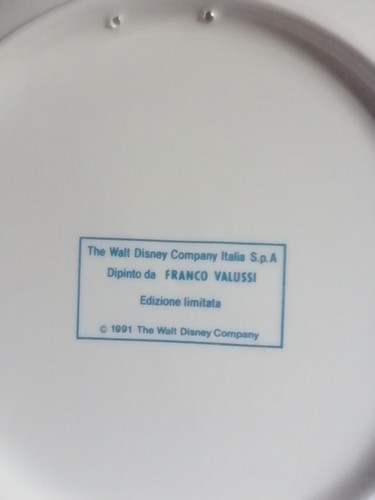 The Walt Disney Company Italia S.p.A
Dipinto da FRANCO VALUSSI
Edizione limitata
© 1991 The Walt Disney Company